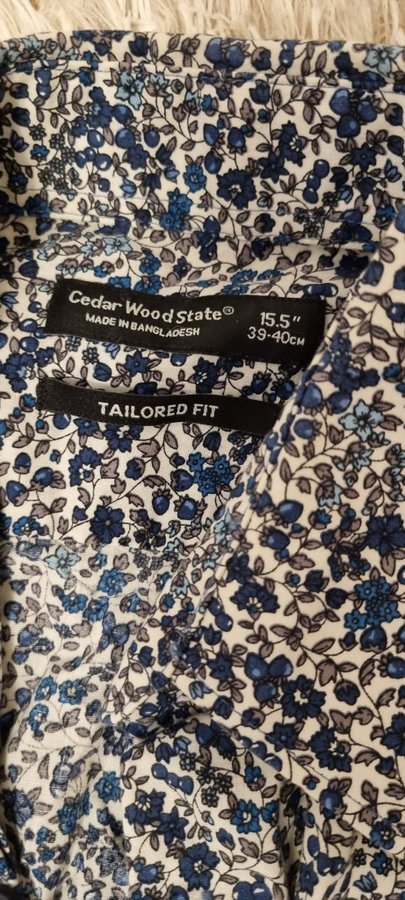 Cedar Wood State®
MADE IN BANGLADESH
15.5"
39-40CM
TAILORED FIT